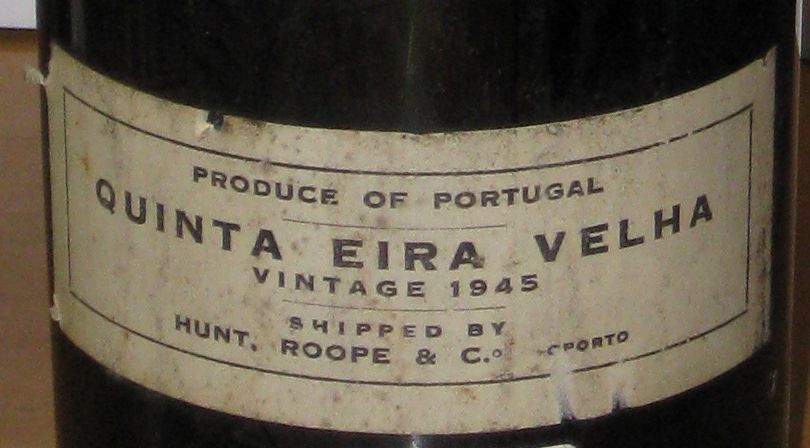 PRODUCE OF PORTUGAL
QUINTA EIRA VELHA
VINTAGE 1945
SHIPPED BY
HUNT, ROOPE & C.º OPORTO